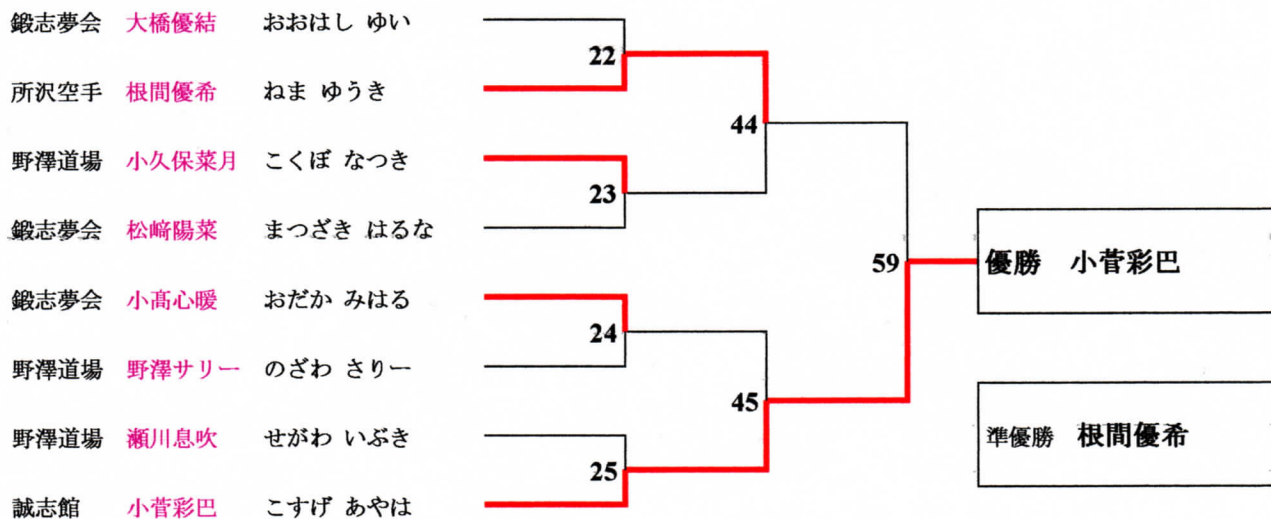 鍛志夢会 大橋優結 おおはし ゆい
22
所沢空手 根間優希 ねま ゆうき
44
野澤道場 小久保菜月 こくぼ なつき
23
鍛志夢会 松﨑陽菜 まつざき はるな
59
優勝 小菅彩巴
鍛志夢会 小髙心暖 おだか みはる
24
野澤道場 野澤サリー のざわ さりー
45
準優勝 根間優希
野澤道場 瀬川息吹 せがわ いぶき
25
誠志館 小菅彩巴 こすげ あやは